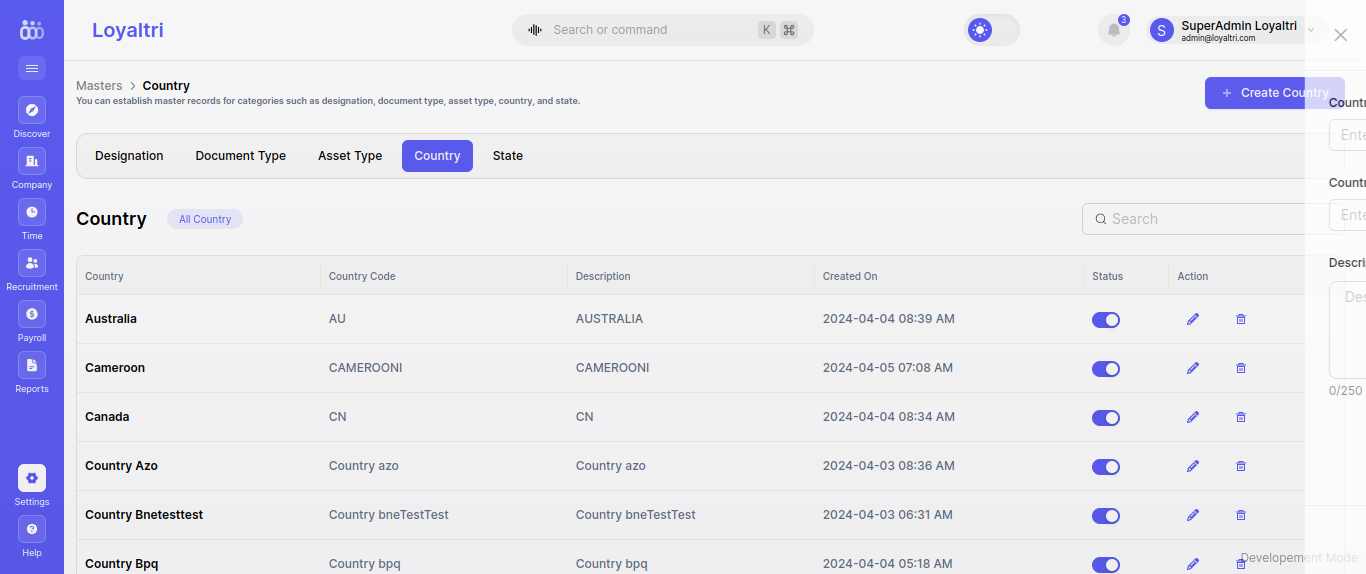 Loyaltri
Search or command
K
⌘
3
S
SuperAdmin Loyaltri
admin@loyaltri.com
Masters > Country
You can establish master records for categories such as designation, document type, asset type, country, and state.
+ Create Country
Designation
Document Type
Asset Type
Country
State
Country
All Country
Search
Country
Country Code
Description
Created On
Status
Action
Australia
AU
AUSTRALIA
2024-04-04 08:39 AM
Cameroon
CAMEROONI
CAMEROONI
2024-04-05 07:08 AM
Canada
CN
CN
2024-04-04 08:34 AM
Country Azo
Country azo
Country azo
2024-04-03 08:36 AM
Country Bnetesttest
Country bneTestTest
Country bneTestTest
2024-04-03 06:31 AM
Country Bpq
Country bpq
Country bpq
2024-04-04 05:18 AM
Discover
Company
Time
Recruitment
Payroll
Reports
Settings
Help
Countr
Ente
Countr
Ente
Descri
Des
0/250
Developement Mode